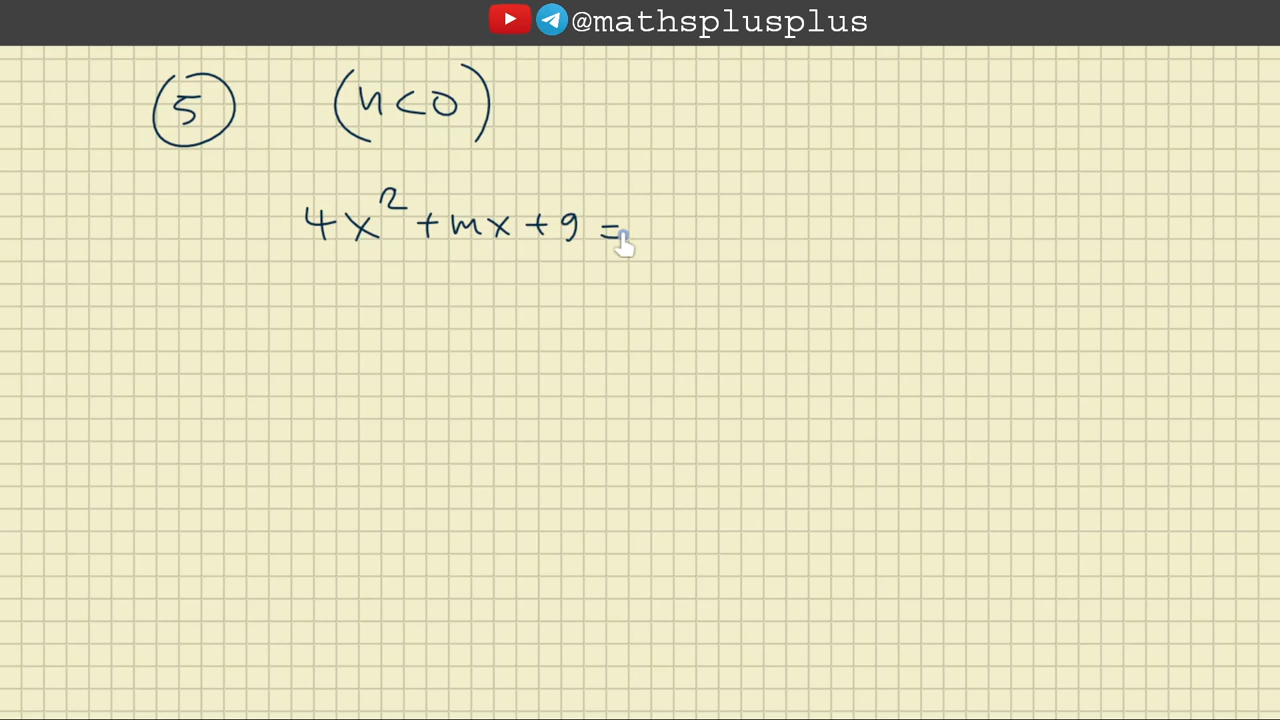 @mathsplusplus
5 (n<0)
4x² + mx + 9 =